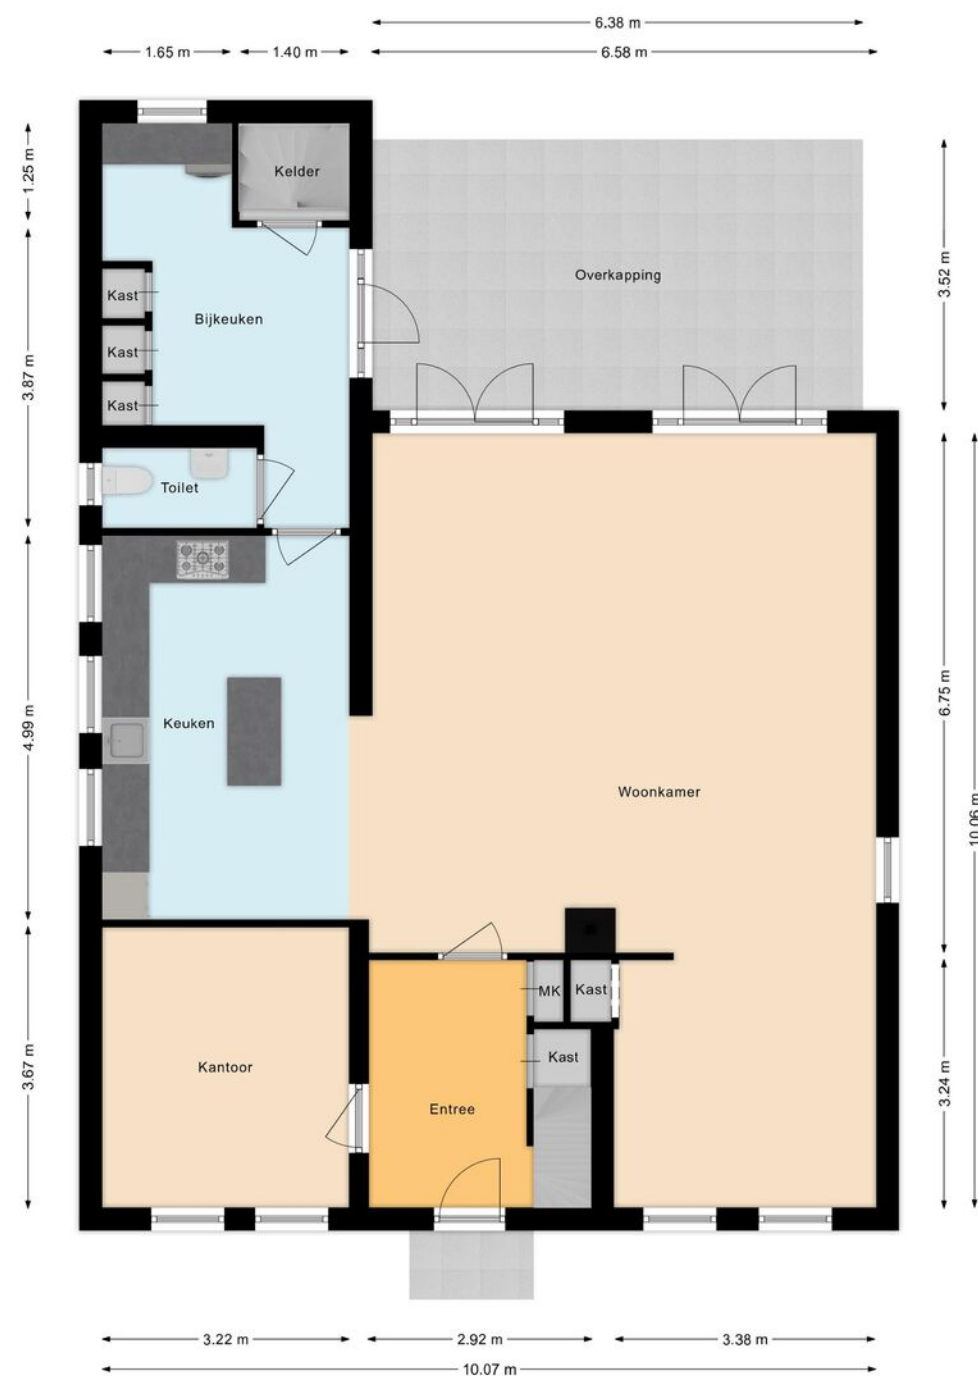 6.38 m
1.65 m
1.40 m
6.58 m
1.25 m
Kelder
3.52 m
Overkapping
Kast
Bijkeuken
Kast
3.87 m
Kast
Toilet
6.75 m
Keuken
4.99 m
Woonkamer
10.06 m
MK
Kast
Kast
Kantoor
3.67 m
Entree
3.24 m
3.22 m
2.92 m
3.38 m
10.07 m